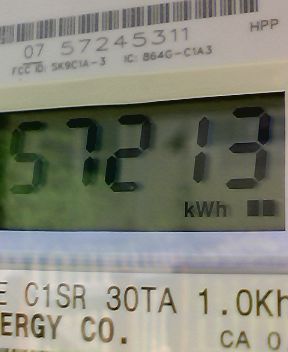 07 57245311
HPP
FCC ID: SK9C1A-3 IC: 864G-C1A3
57213
kWh
E C1SR 30TA 1.0Kh
ERGY CO.
CA 0